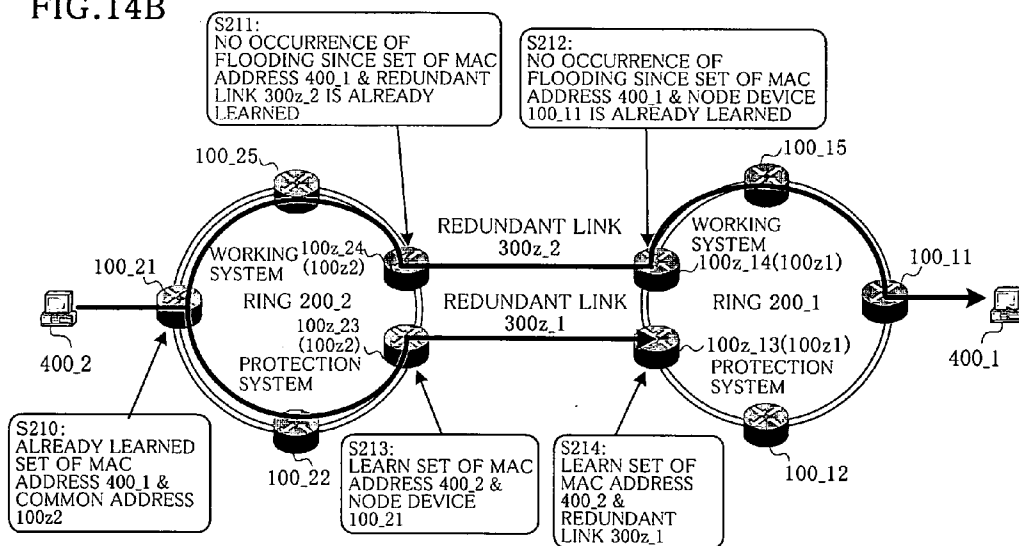 FIG.14B
S211:
NO OCCURRENCE OF
FLOODING SINCE SET OF MAC
ADDRESS 400_1 & REDUNDANT
LINK 300z_2 IS ALREADY
LEARNED
S212:
NO OCCURRENCE OF
FLOODING SINCE SET OF MAC
ADDRESS 400_1 & NODE DEVICE
100_11 IS ALREADY LEARNED
100_25
100_15
REDUNDANT LINK
300z_2
WORKING
SYSTEM
100z_24
(100z2)
WORKING
SYSTEM
100z_14(100z1)
100_21
100_11
RING 200_2
REDUNDANT LINK
300z_1
RING 200_1
400_2
100z_23
(100z2)
100z_13(100z1)
400_1
PROTECTION
SYSTEM
PROTECTION
SYSTEM
S210:
ALREADY LEARNED
SET OF MAC
ADDRESS 400_1 &
COMMON ADDRESS
100z2
100_22
S213:
LEARN SET OF MAC
ADDRESS 400_2 &
NODE DEVICE
100_21
S214:
LEARN SET OF
MAC ADDRESS
400_2 &
REDUNDANT
LINK 300z_1
100_12